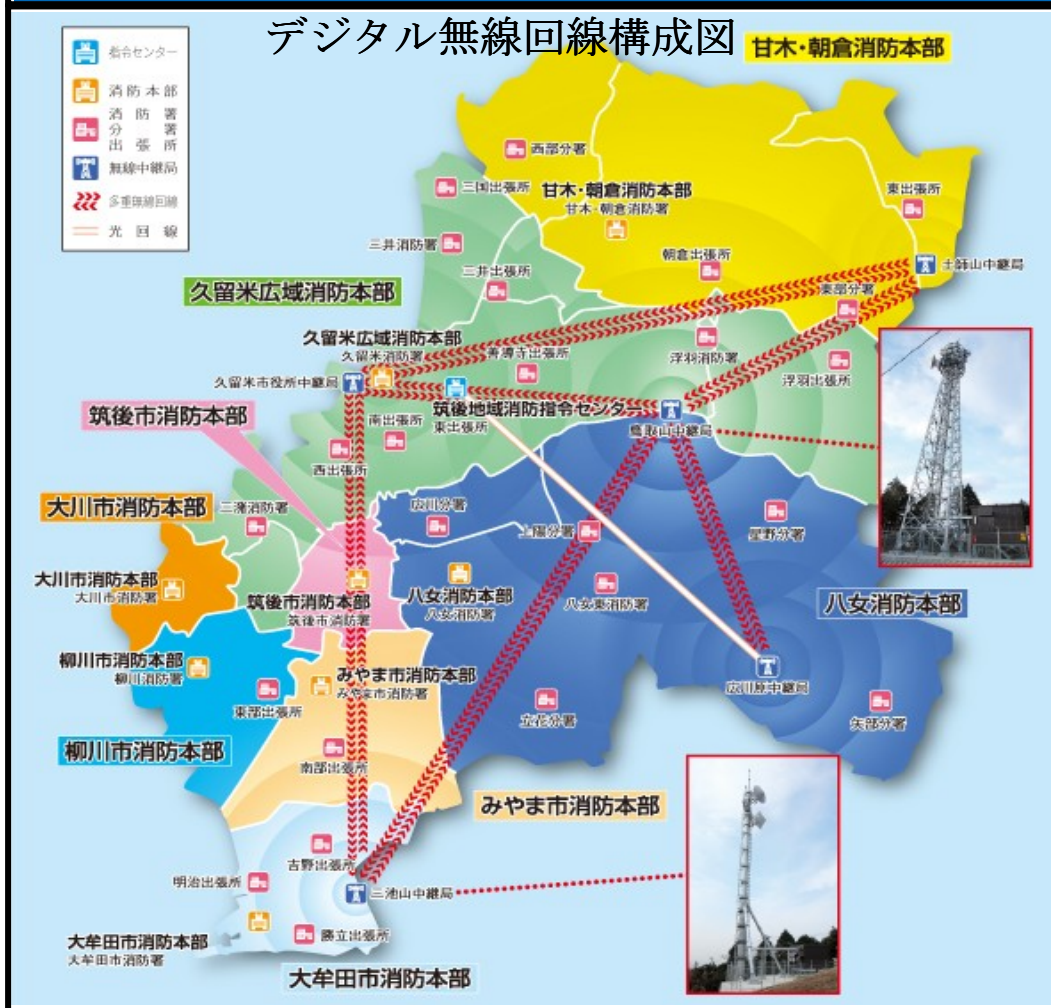 デジタル無線回線構成図
指令センター
消防本部
消防署
分署
出張所
無線中継局
多重無線回線
光回線
甘木・朝倉消防本部
西部分署
三国出張所
甘木・朝倉消防本部
甘木・朝倉消防署
東出張所
三井消防署
朝倉出張所
三井出張所
土師山中継局
東部分署
久留米広域消防本部
久留米広域消防本部
久留米消防署
善導寺出張所
浮羽消防署
浮羽出張所
久留米市役所中継局
筑後地域消防指令センター
東出張所
鷹取山中継局
筑後市消防本部
南出張所
西出張所
三潴消防署
広川分署
上陽分署
星野分署
大川市消防本部
大川市消防本部
大川市消防署
筑後市消防本部
筑後市消防署
八女消防本部
八女消防署
八女東消防署
八女消防本部
柳川市消防本部
柳川消防署
みやま市消防本部
みやま市消防署
東部出張所
広川原中継局
立花分署
矢部分署
柳川市消防本部
南部出張所
みやま市消防本部
吉野出張所
明治出張所
三池山中継局
勝立出張所
大牟田市消防本部
大牟田市消防署
大牟田市消防本部